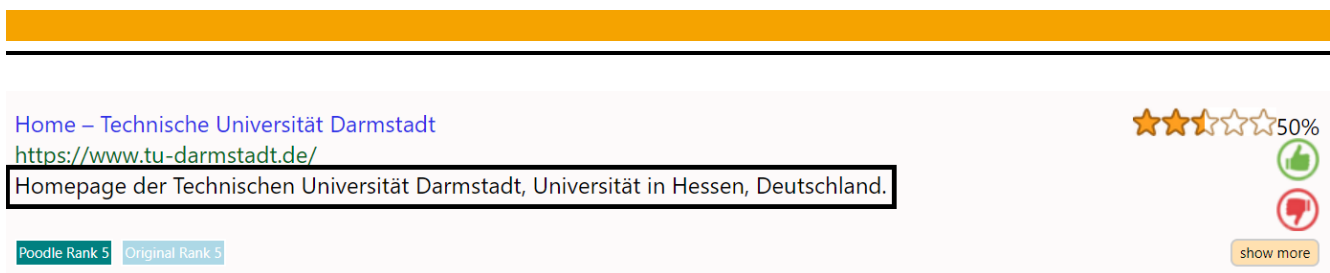 Home – Technische Universität Darmstadt
https://www.tu-darmstadt.de/
Homepage der Technischen Universität Darmstadt, Universität in Hessen, Deutschland.
50%
Poodle Rank 5 Original Rank 5
show more